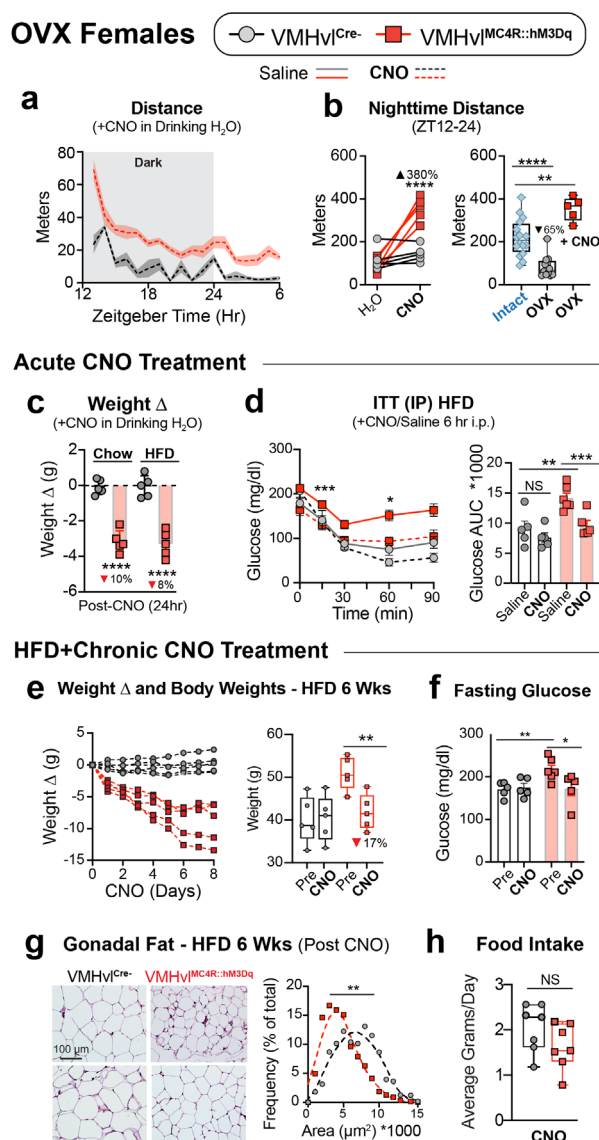 OVX Females
VMHvl^Cre- VMHvl^MC4R::hM3Dq
Saline CNO
a
Distance
(+CNO in Drinking H₂O)
Dark
Meters
80
60
40
20
0
12 18 24 6
Zeitgeber Time (Hr)
b
Nighttime Distance
(ZT12-24)
Meters
600
400
200
0
▲380%
****
H₂O CNO
Meters
600
400
200
0
****
**
▼65%
+ CNO
Intact OVX OVX
Acute CNO Treatment
c
Weight Δ
(+CNO in Drinking H₂O)
Chow HFD
Weight Δ (g)
2
0
-2
-4
-6
**** ****
▼10% ▼8%
Post-CNO (24hr)
d
ITT (IP) HFD
(+CNO/Saline 6 hr i.p.)
Glucose (mg/dl)
300
200
100
0
*** *
0 15 30 60 90
Time (min)
Glucose AUC *1000
20
15
10
5
0
** ***
NS
Saline CNO Saline CNO
HFD+Chronic CNO Treatment
e
Weight Δ and Body Weights - HFD 6 Wks
Weight Δ (g)
5
0
-5
-10
-15
0 2 4 6 8
CNO (Days)
Weight (g)
60
50
40
30
**
▼17%
Pre CNO Pre CNO
f
Fasting Glucose
Gucose (mg/dl)
300
200
100
0
** *
Pre CNO Pre CNO
g
Gonadal Fat - HFD 6 Wks (Post CNO)
VMHvl^Cre- VMHvl^MC4R::hM3Dq
100 µm
Frequency (% of total)
20
15
10
5
0
**
0 5 10 15
Area (µm²) *1000
h
Food Intake
Average Grams/Day
3
2
1
0
NS
CNO